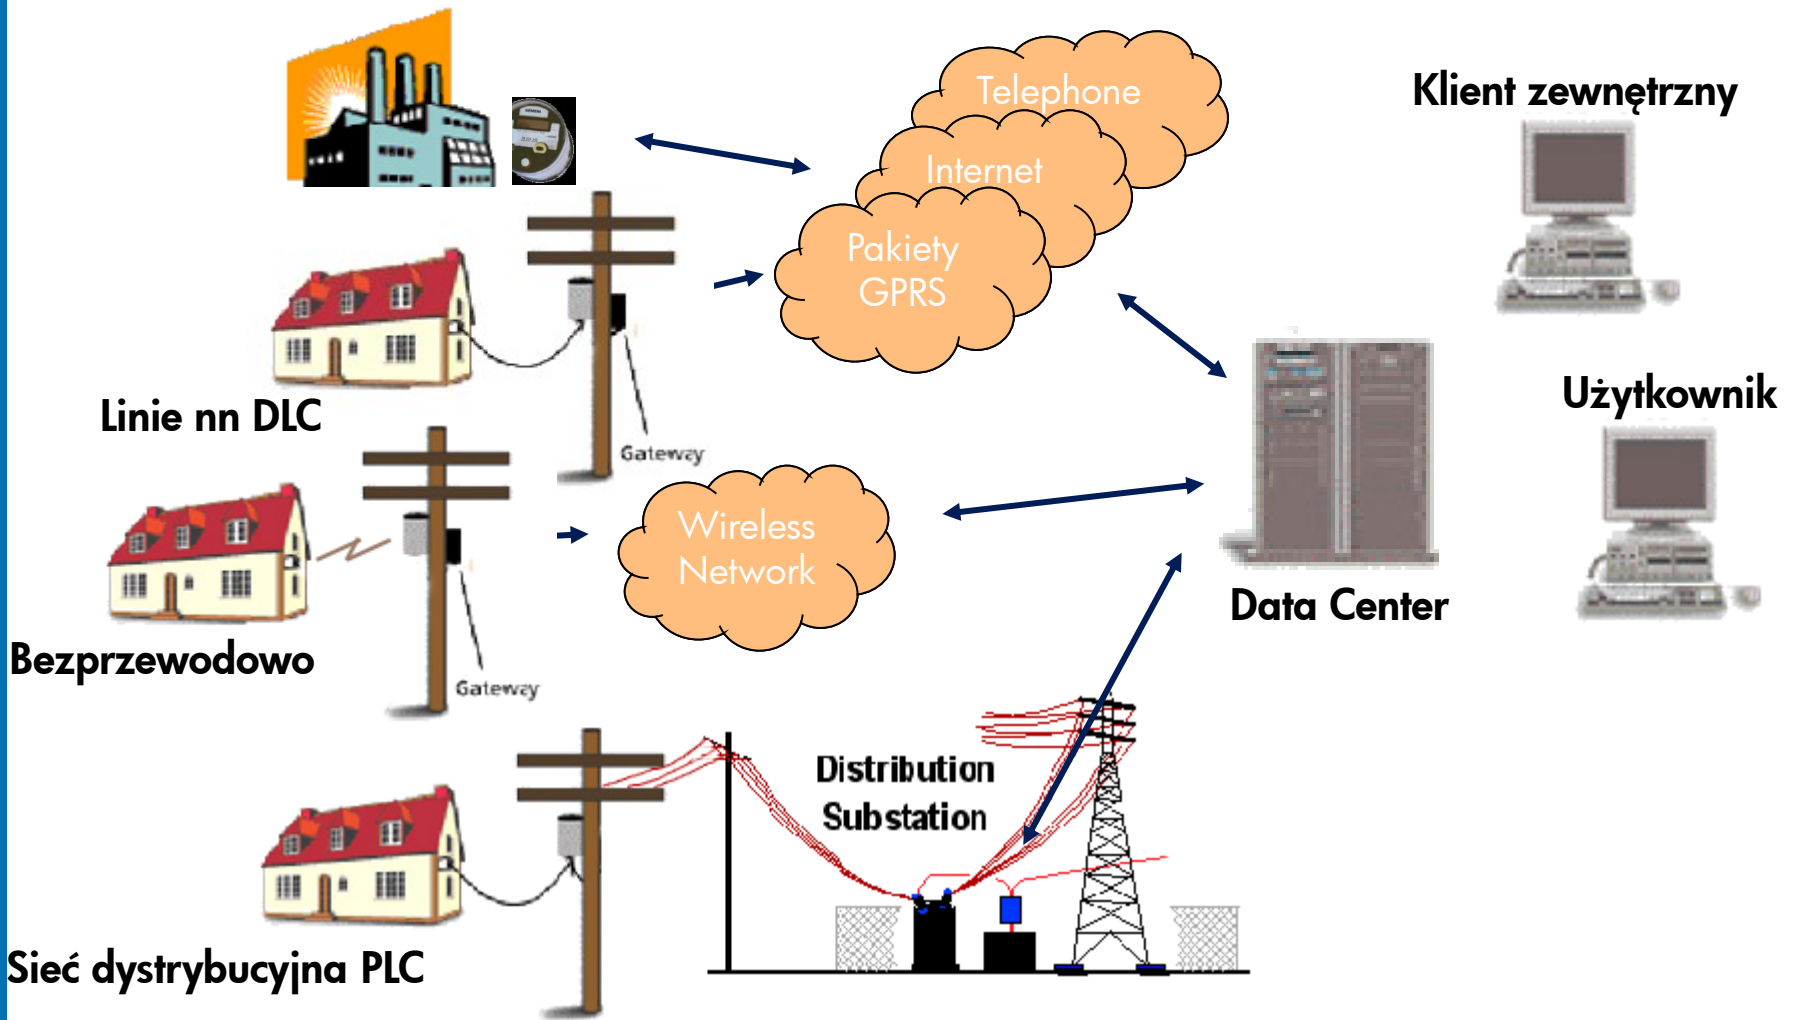 Telephone
Internet
Pakiety
GPRS
Klient zewnętrzny
Linie nn DLC
Gateway
Użytkownik
Wireless
Network
Data Center
Bezprzewodowo
Gateway
Distribution
Substation
Sieć dystrybucyjna PLC